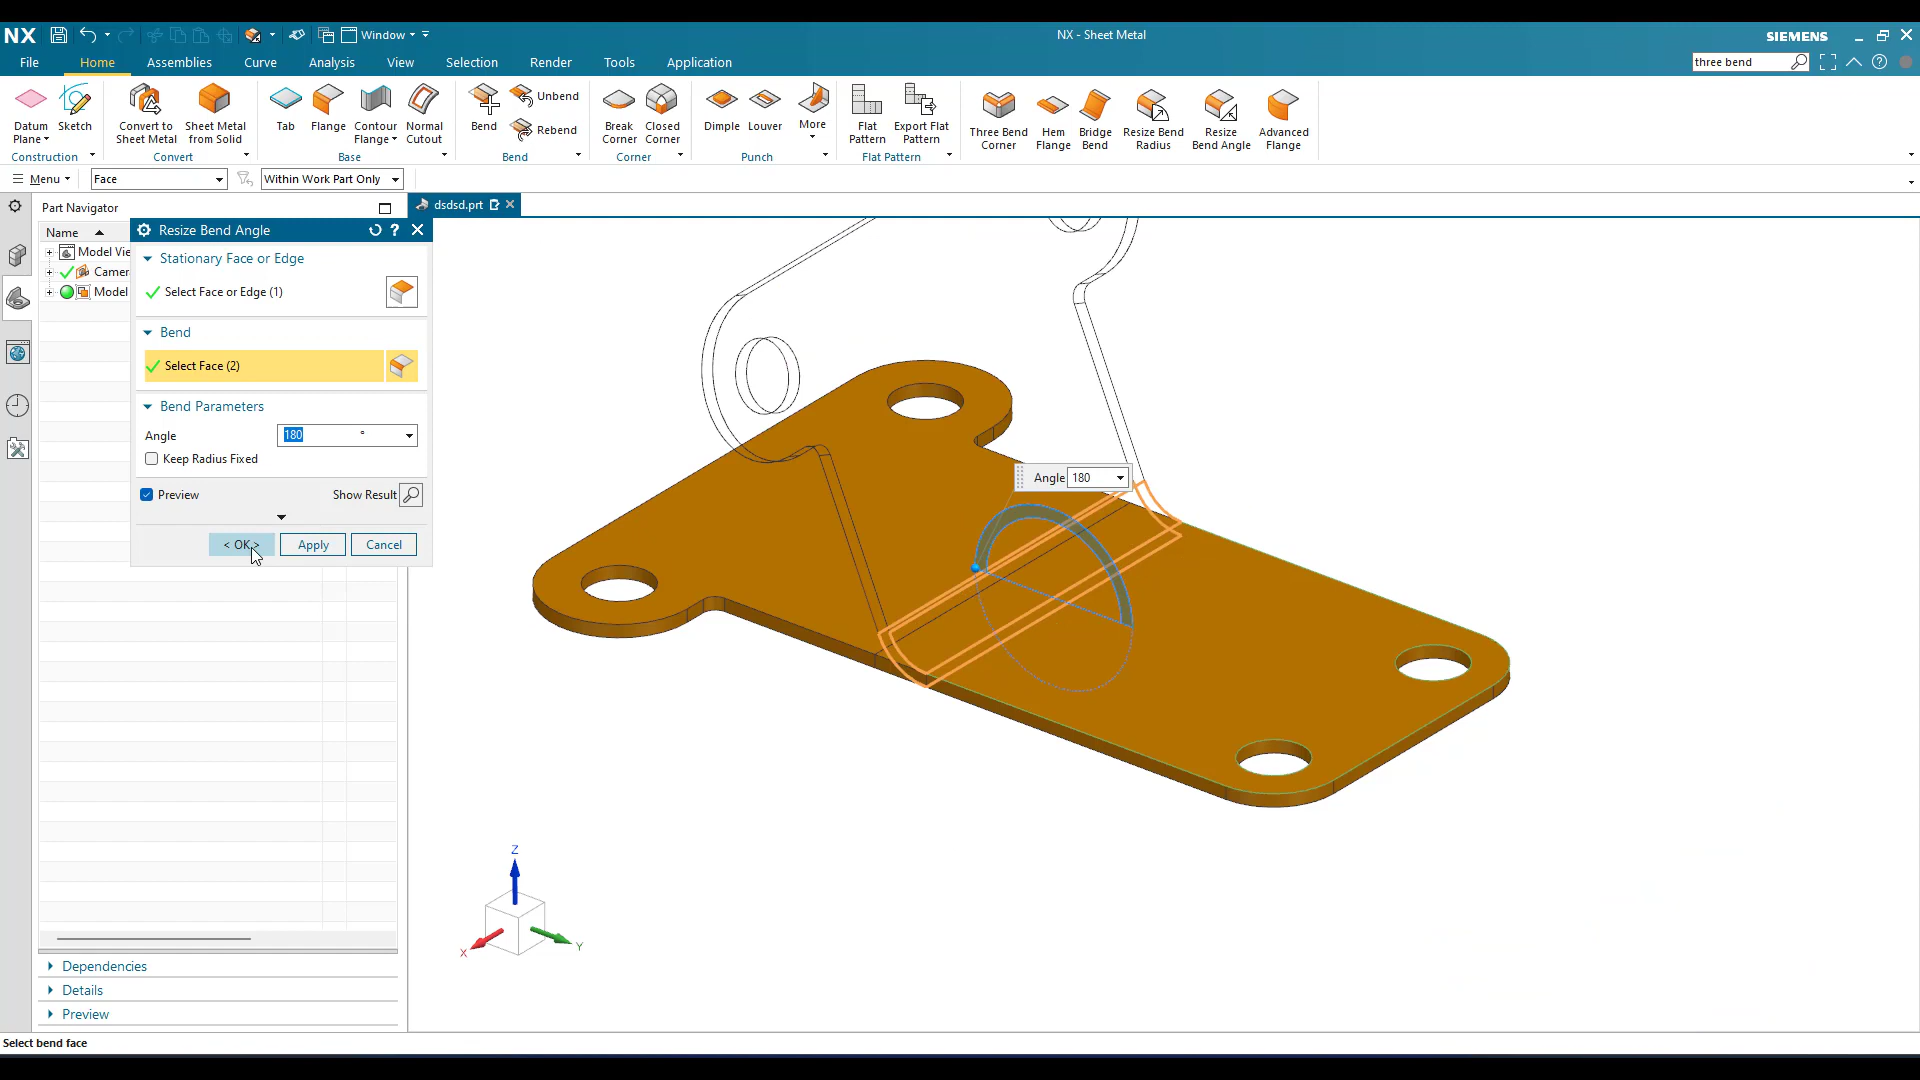 NX
Window
NX - Sheet Metal
SIEMENS
File
Home
Assemblies
Curve
Analysis
View
Selection
Render
Tools
Application
three bend
Datum Plane
Sketch
Construction
Convert to Sheet Metal
Sheet Metal from Solid
Convert
Tab
Flange
Contour Flange
Normal Cutout
Base
Bend
Unbend
Rebend
Bend
Break Corner
Closed Corner
Corner
Dimple
Louver
More
Punch
Flat Pattern
Export Flat Pattern
Flat Pattern
Three Bend Corner
Hem Flange
Bridge Bend
Resize Bend Radius
Resize Bend Angle
Advanced Flange
Menu
Face
Within Work Part Only
Part Navigator
dsdsd.prt
Name
Model Vie
Camer
Model
Resize Bend Angle
?
Stationary Face or Edge
Select Face or Edge (1)
Bend
Select Face (2)
Bend Parameters
Angle
180
°
Keep Radius Fixed
Preview
Show Result
< OK >
Apply
Cancel
Angle
180
Z
X
Y
Dependencies
Details
Preview
Select bend face